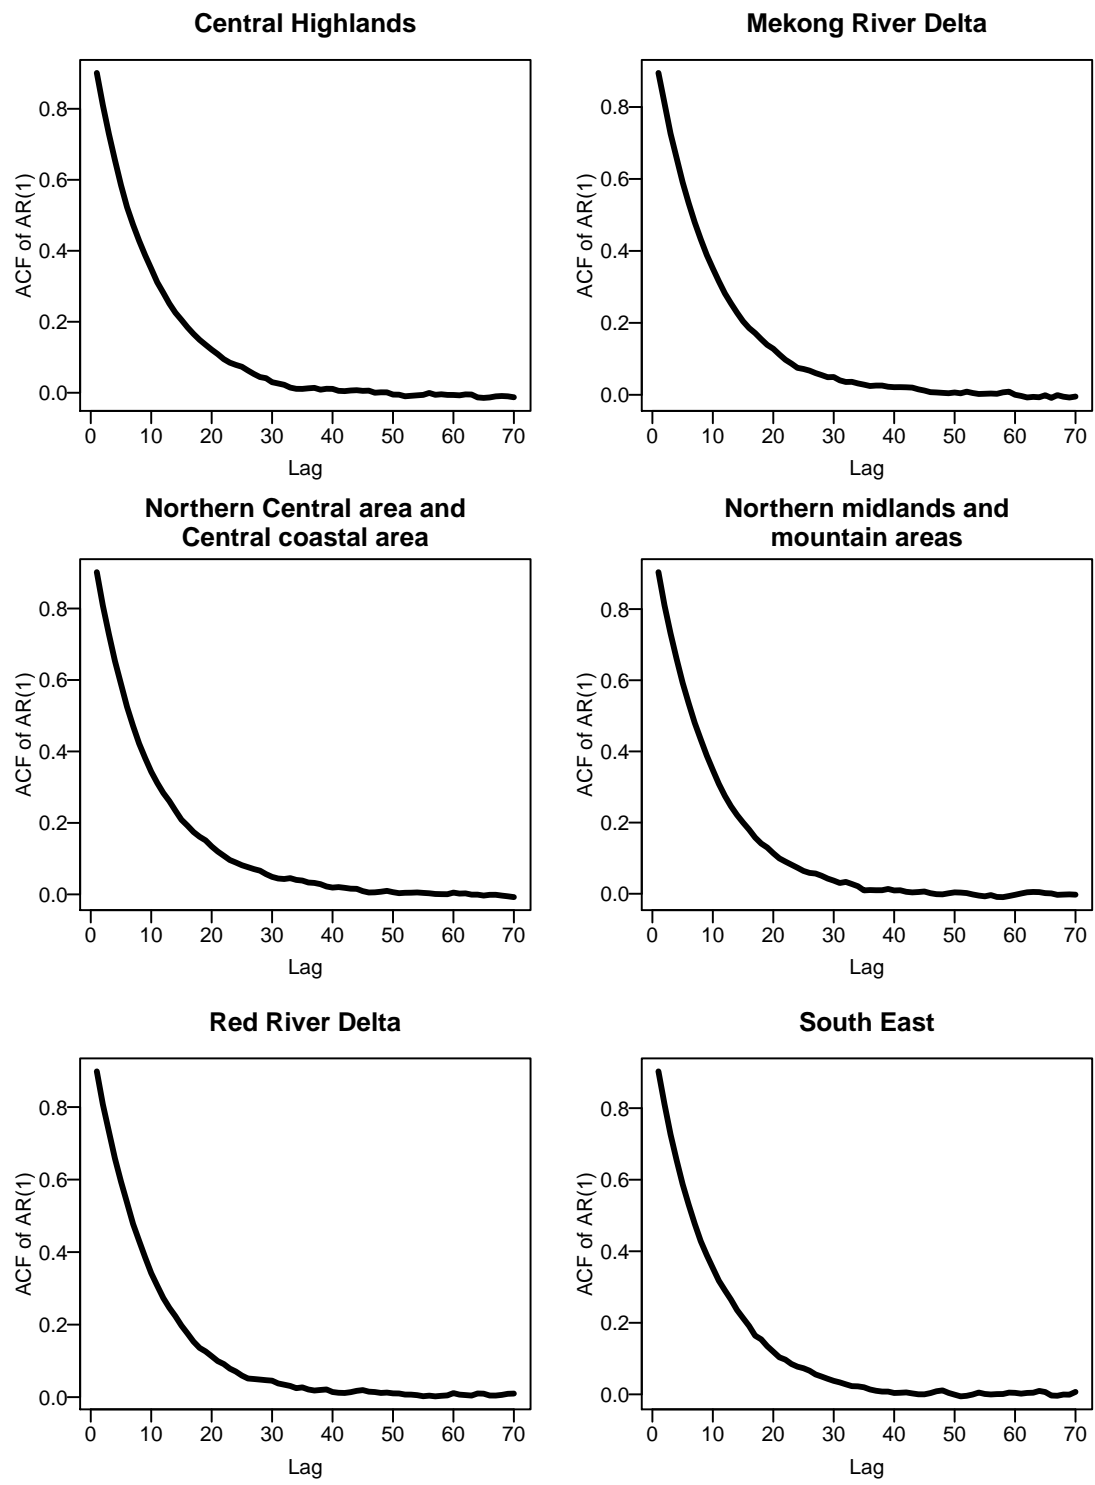 Central Highlands
ACF of AR(1)
0.8
0.6
0.4
0.2
0.0
0 10 20 30 40 50 60 70
Lag
Mekong River Delta
ACF of AR(1)
0.8
0.6
0.4
0.2
0.0
0 10 20 30 40 50 60 70
Lag
Northern Central area and
Central coastal area
ACF of AR(1)
0.8
0.6
0.4
0.2
0.0
0 10 20 30 40 50 60 70
Lag
Northern midlands and
mountain areas
ACF of AR(1)
0.8
0.6
0.4
0.2
0.0
0 10 20 30 40 50 60 70
Lag
Red River Delta
ACF of AR(1)
0.8
0.6
0.4
0.2
0.0
0 10 20 30 40 50 60 70
Lag
South East
ACF of AR(1)
0.8
0.6
0.4
0.2
0.0
0 10 20 30 40 50 60 70
Lag